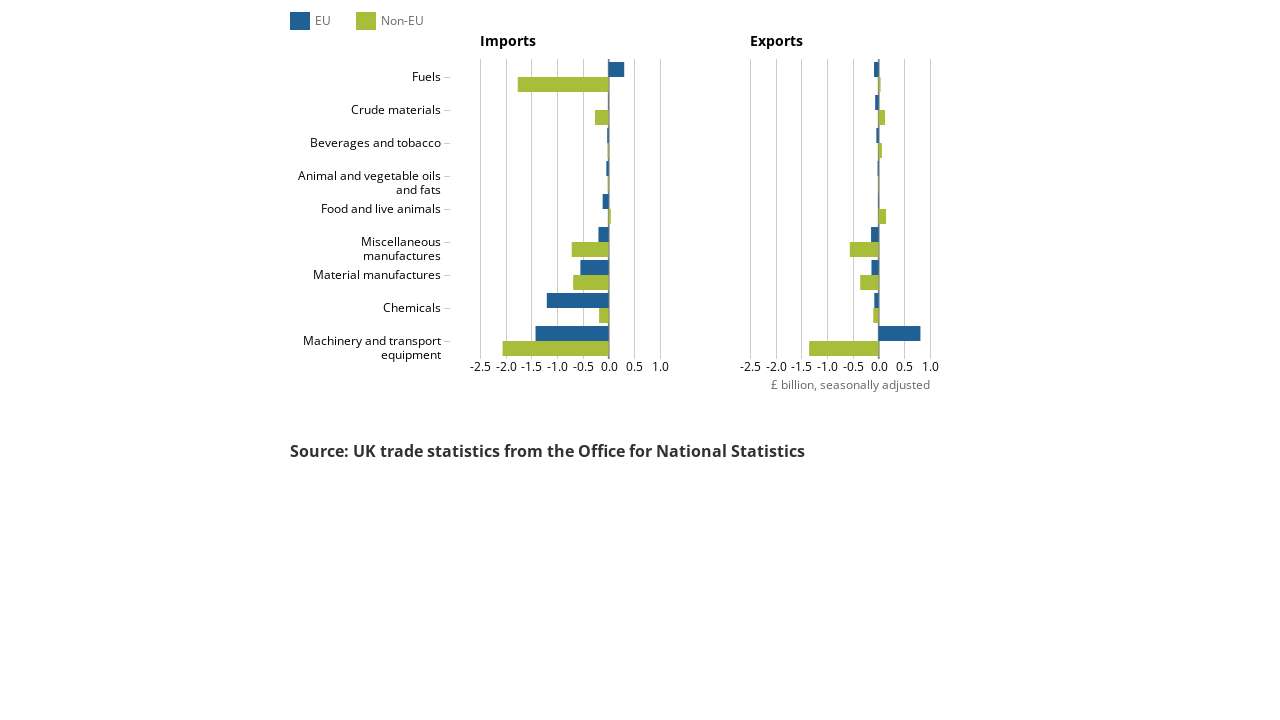 EU
Non-EU
Imports
Exports
Fuels
Crude materials
Beverages and tobacco
Animal and vegetable oils
and fats
Food and live animals
Miscellaneous
manufactures
Material manufactures
Chemicals
Machinery and transport
equipment
-2.5 -2.0 -1.5 -1.0 -0.5 0.0 0.5 1.0
-2.5 -2.0 -1.5 -1.0 -0.5 0.0 0.5 1.0
£ billion, seasonally adjusted
Source: UK trade statistics from the Office for National Statistics